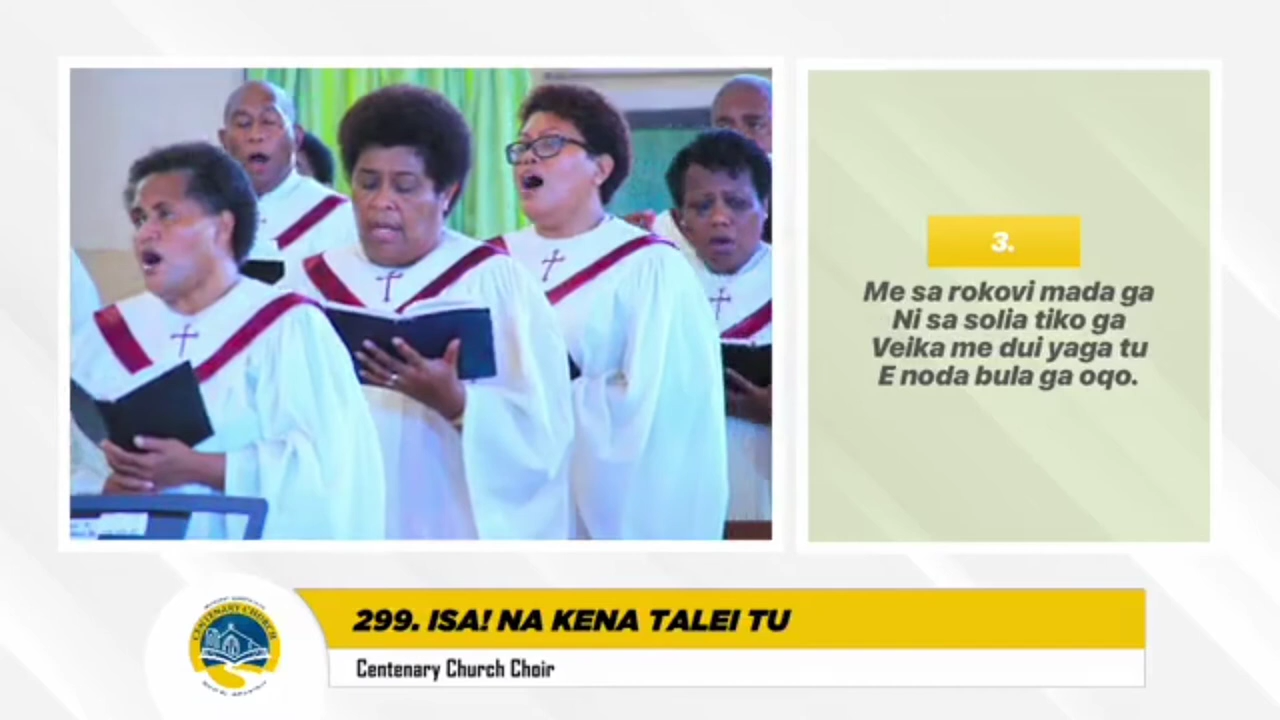 3.
Me sa rokovi mada ga
Ni sa solia tiko ga
Veika me dui yaga tu
E noda bula ga oqo.
299. ISA! NA KENA TALEI TU
Centenary Church Choir
CENTENARY CHURCH